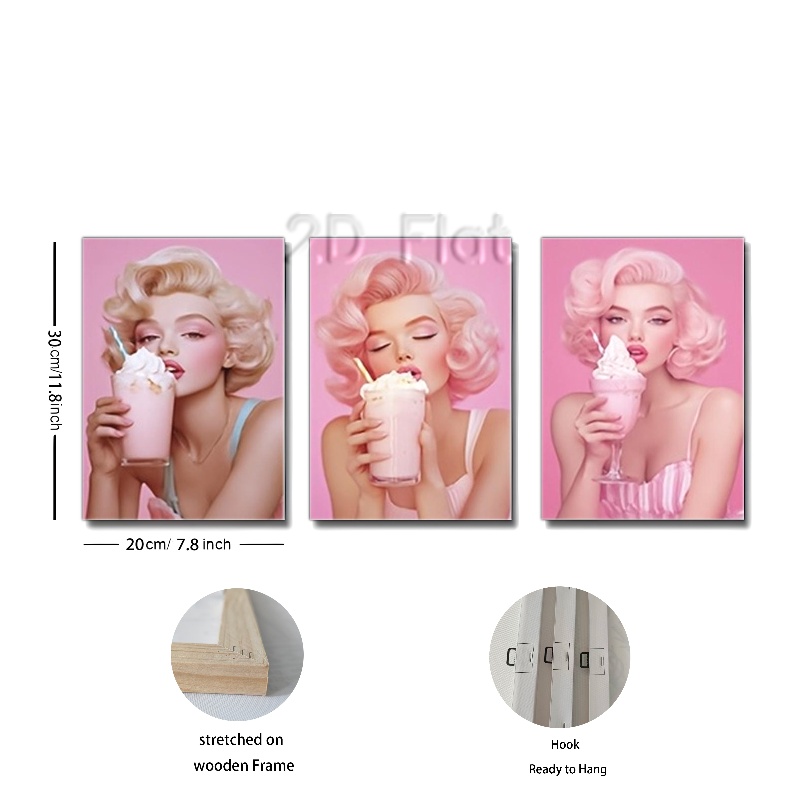 2D Flat
30cm/11.8inch
20cm/ 7.8 inch
stretched on
wooden Frame
Hook
Ready to Hang